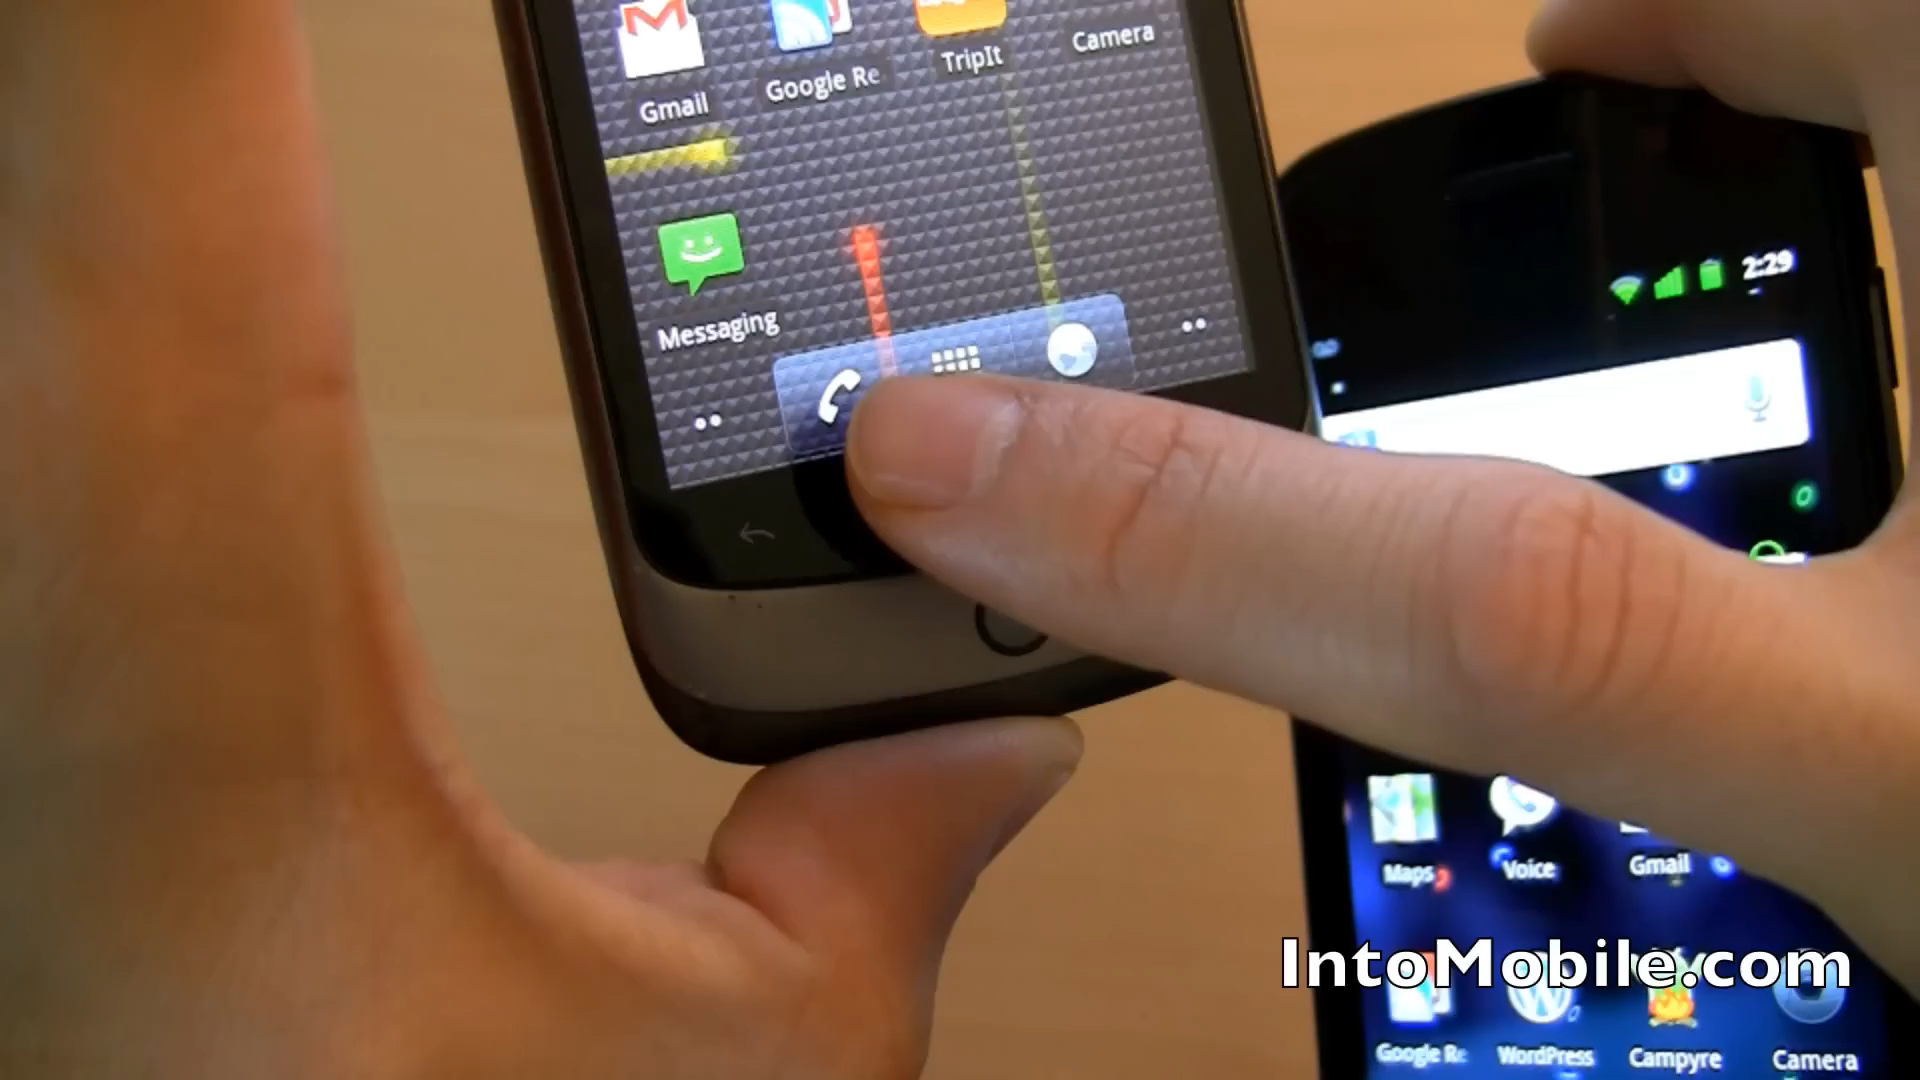 Gmail
Google Re
TripIt
Camera
Messaging
2:29
Maps
Voice
Gmail
Google Re
WordPress
Campyre
Camera
IntoMobile.com